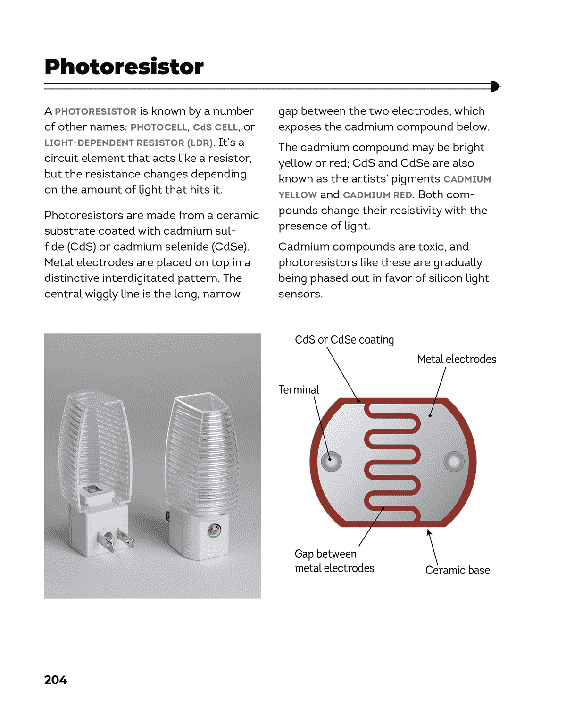 Photoresistor
A PHOTORESISTOR is known by a number
of other names: PHOTOCELL, CdS CELL, or
LIGHT-DEPENDENT RESISTOR (LDR). It's a
circuit element that acts like a resistor,
but the resistance changes depending
on the amount of light that hits it.
Photoresistors are made from a ceramic
substrate coated with cadmium sul-
fide (CdS) or cadmium selenide (CdSe).
Metal electrodes are placed on top in a
distinctive interdigitated pattern. The
central wiggly line is the long, narrow
gap between the two electrodes, which
exposes the cadmium compound below.
The cadmium compound may be bright
yellow or red; CdS and CdSe are also
known as the artists' pigments CADMIUM
YELLOW and CADMIUM RED. Both com-
pounds change their resistivity with the
presence of light.
Cadmium compounds are toxic, and
photoresistors like these are gradually
being phased out in favor of silicon light
sensors.
CdS or CdSe coating
Metal electrodes
Terminal
Gap between
metal electrodes
Ceramic base
204